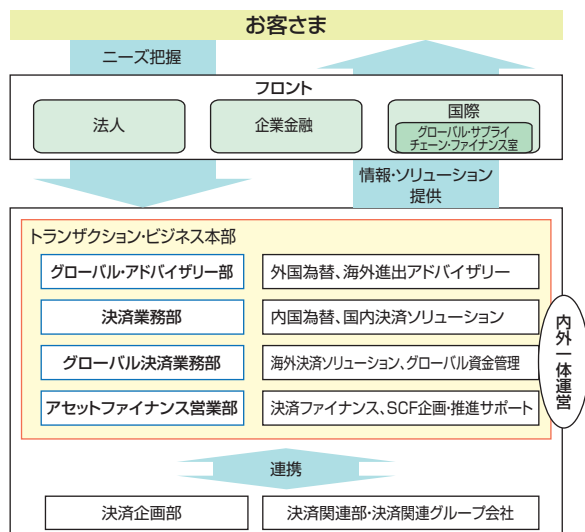 お客さま
ニーズ把握
フロント
法人
企業金融
国際
グローバル・サプライ
チェーン・ファイナンス室
情報・ソリューション
提供
トランザクション・ビジネス本部
グローバル・アドバイザリー部
外国為替、海外進出アドバイザリー
決済業務部
内国為替、国内決済ソリューション
グローバル決済業務部
海外決済ソリューション、グローバル資金管理
アセットファイナンス営業部
決済ファイナンス、SCF企画・推進サポート
内外一体運営
連携
決済企画部
決済関連部・決済関連グループ会社